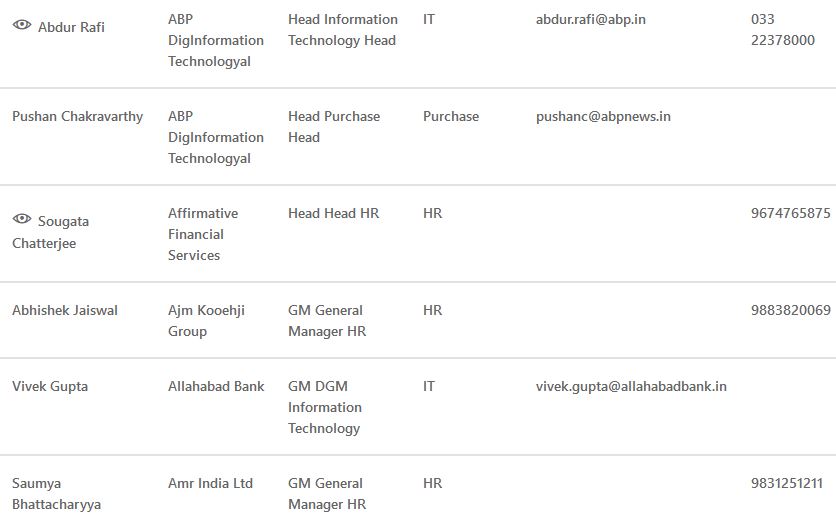 Abdur Rafi ABP DigInformation Technologyal Head Information Technology Head IT abdur.rafi@abp.in 033 22378000
Pushan Chakravarthy ABP DigInformation Technologyal Head Purchase Head Purchase pushanc@abpnews.in
Sougata Chatterjee Affirmative Financial Services Head Head HR HR 9674765875
Abhishek Jaiswal Ajm Kooehji Group GM General Manager HR HR 9883820069
Vivek Gupta Allahabad Bank GM DGM Information Technology IT vivek.gupta@allahabadbank.in
Saumya Bhattacharyya Amr India Ltd GM General Manager HR HR 9831251211